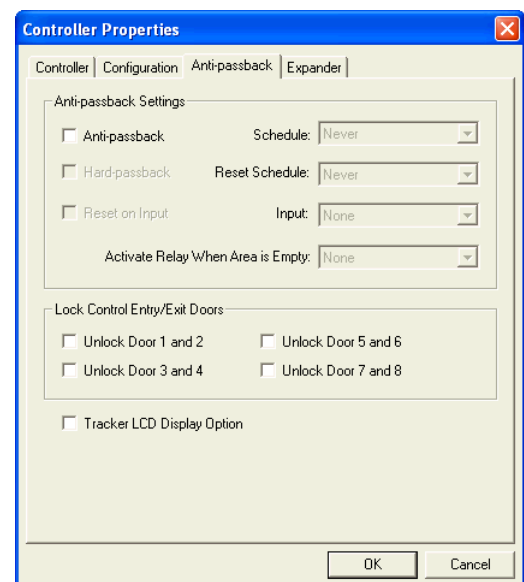 Controller Properties
Controller Configuration Anti-passback Expander
Anti-passback Settings
Anti-passback Schedule: Never
Hard-passback Reset Schedule: Never
Reset on Input Input: None
Activate Relay When Area is Empty: None
Lock Control Entry/Exit Doors
Unlock Door 1 and 2 Unlock Door 5 and 6
Unlock Door 3 and 4 Unlock Door 7 and 8
Tracker LCD Display Option
OK Cancel